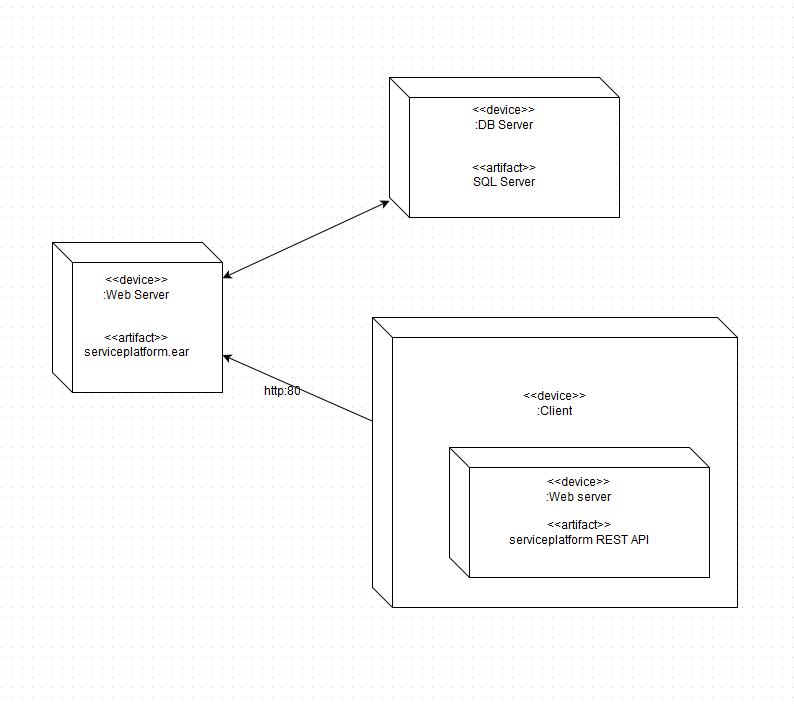 <<device>>
:DB Server
<<artifact>>
SQL Server
<<device>>
:Web Server
<<artifact>>
serviceplatform.ear
http:80
<<device>>
:Client
<<device>>
:Web server
<<artifact>>
serviceplatform REST API